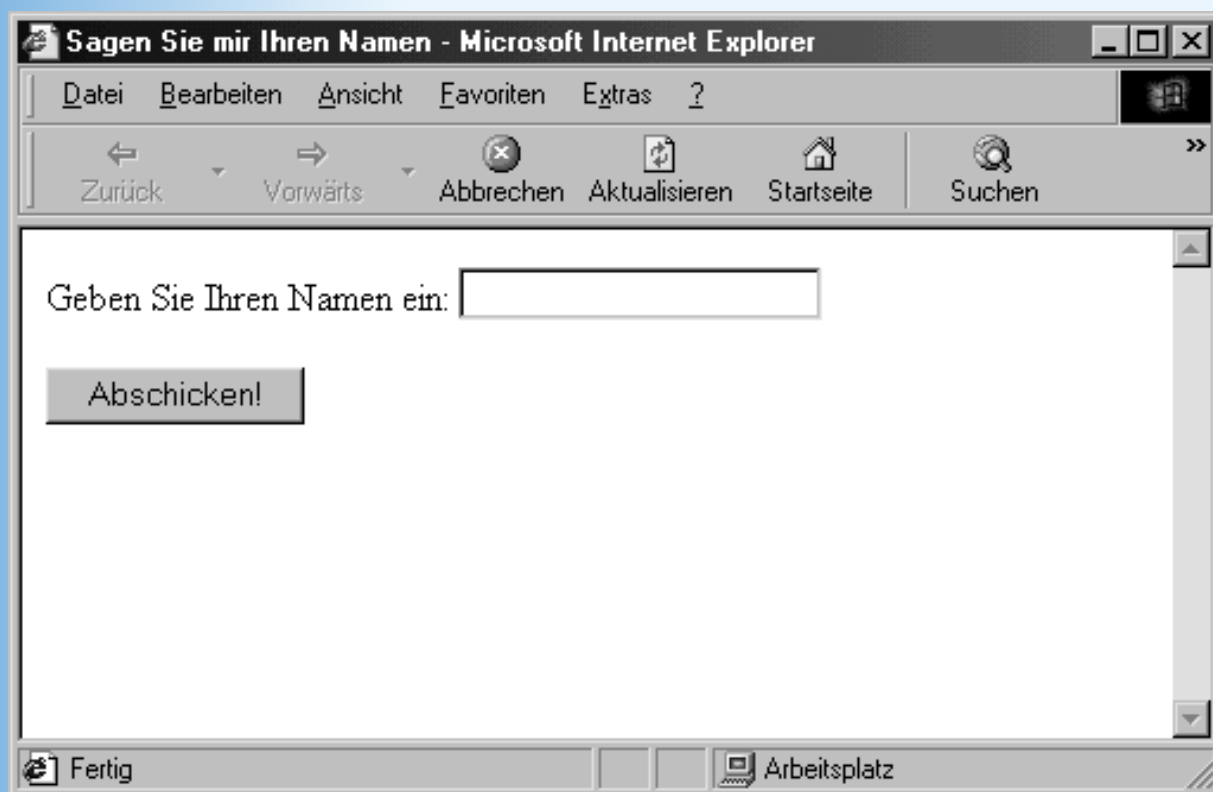 Sagen Sie mir Ihren Namen - Microsoft Internet Explorer
Datei Bearbeiten Ansicht Favoriten Extras ?
Zurück Vorwärts Abbrechen Aktualisieren Startseite Suchen »
Geben Sie Ihren Namen ein:
Abschicken!
Fertig Arbeitsplatz